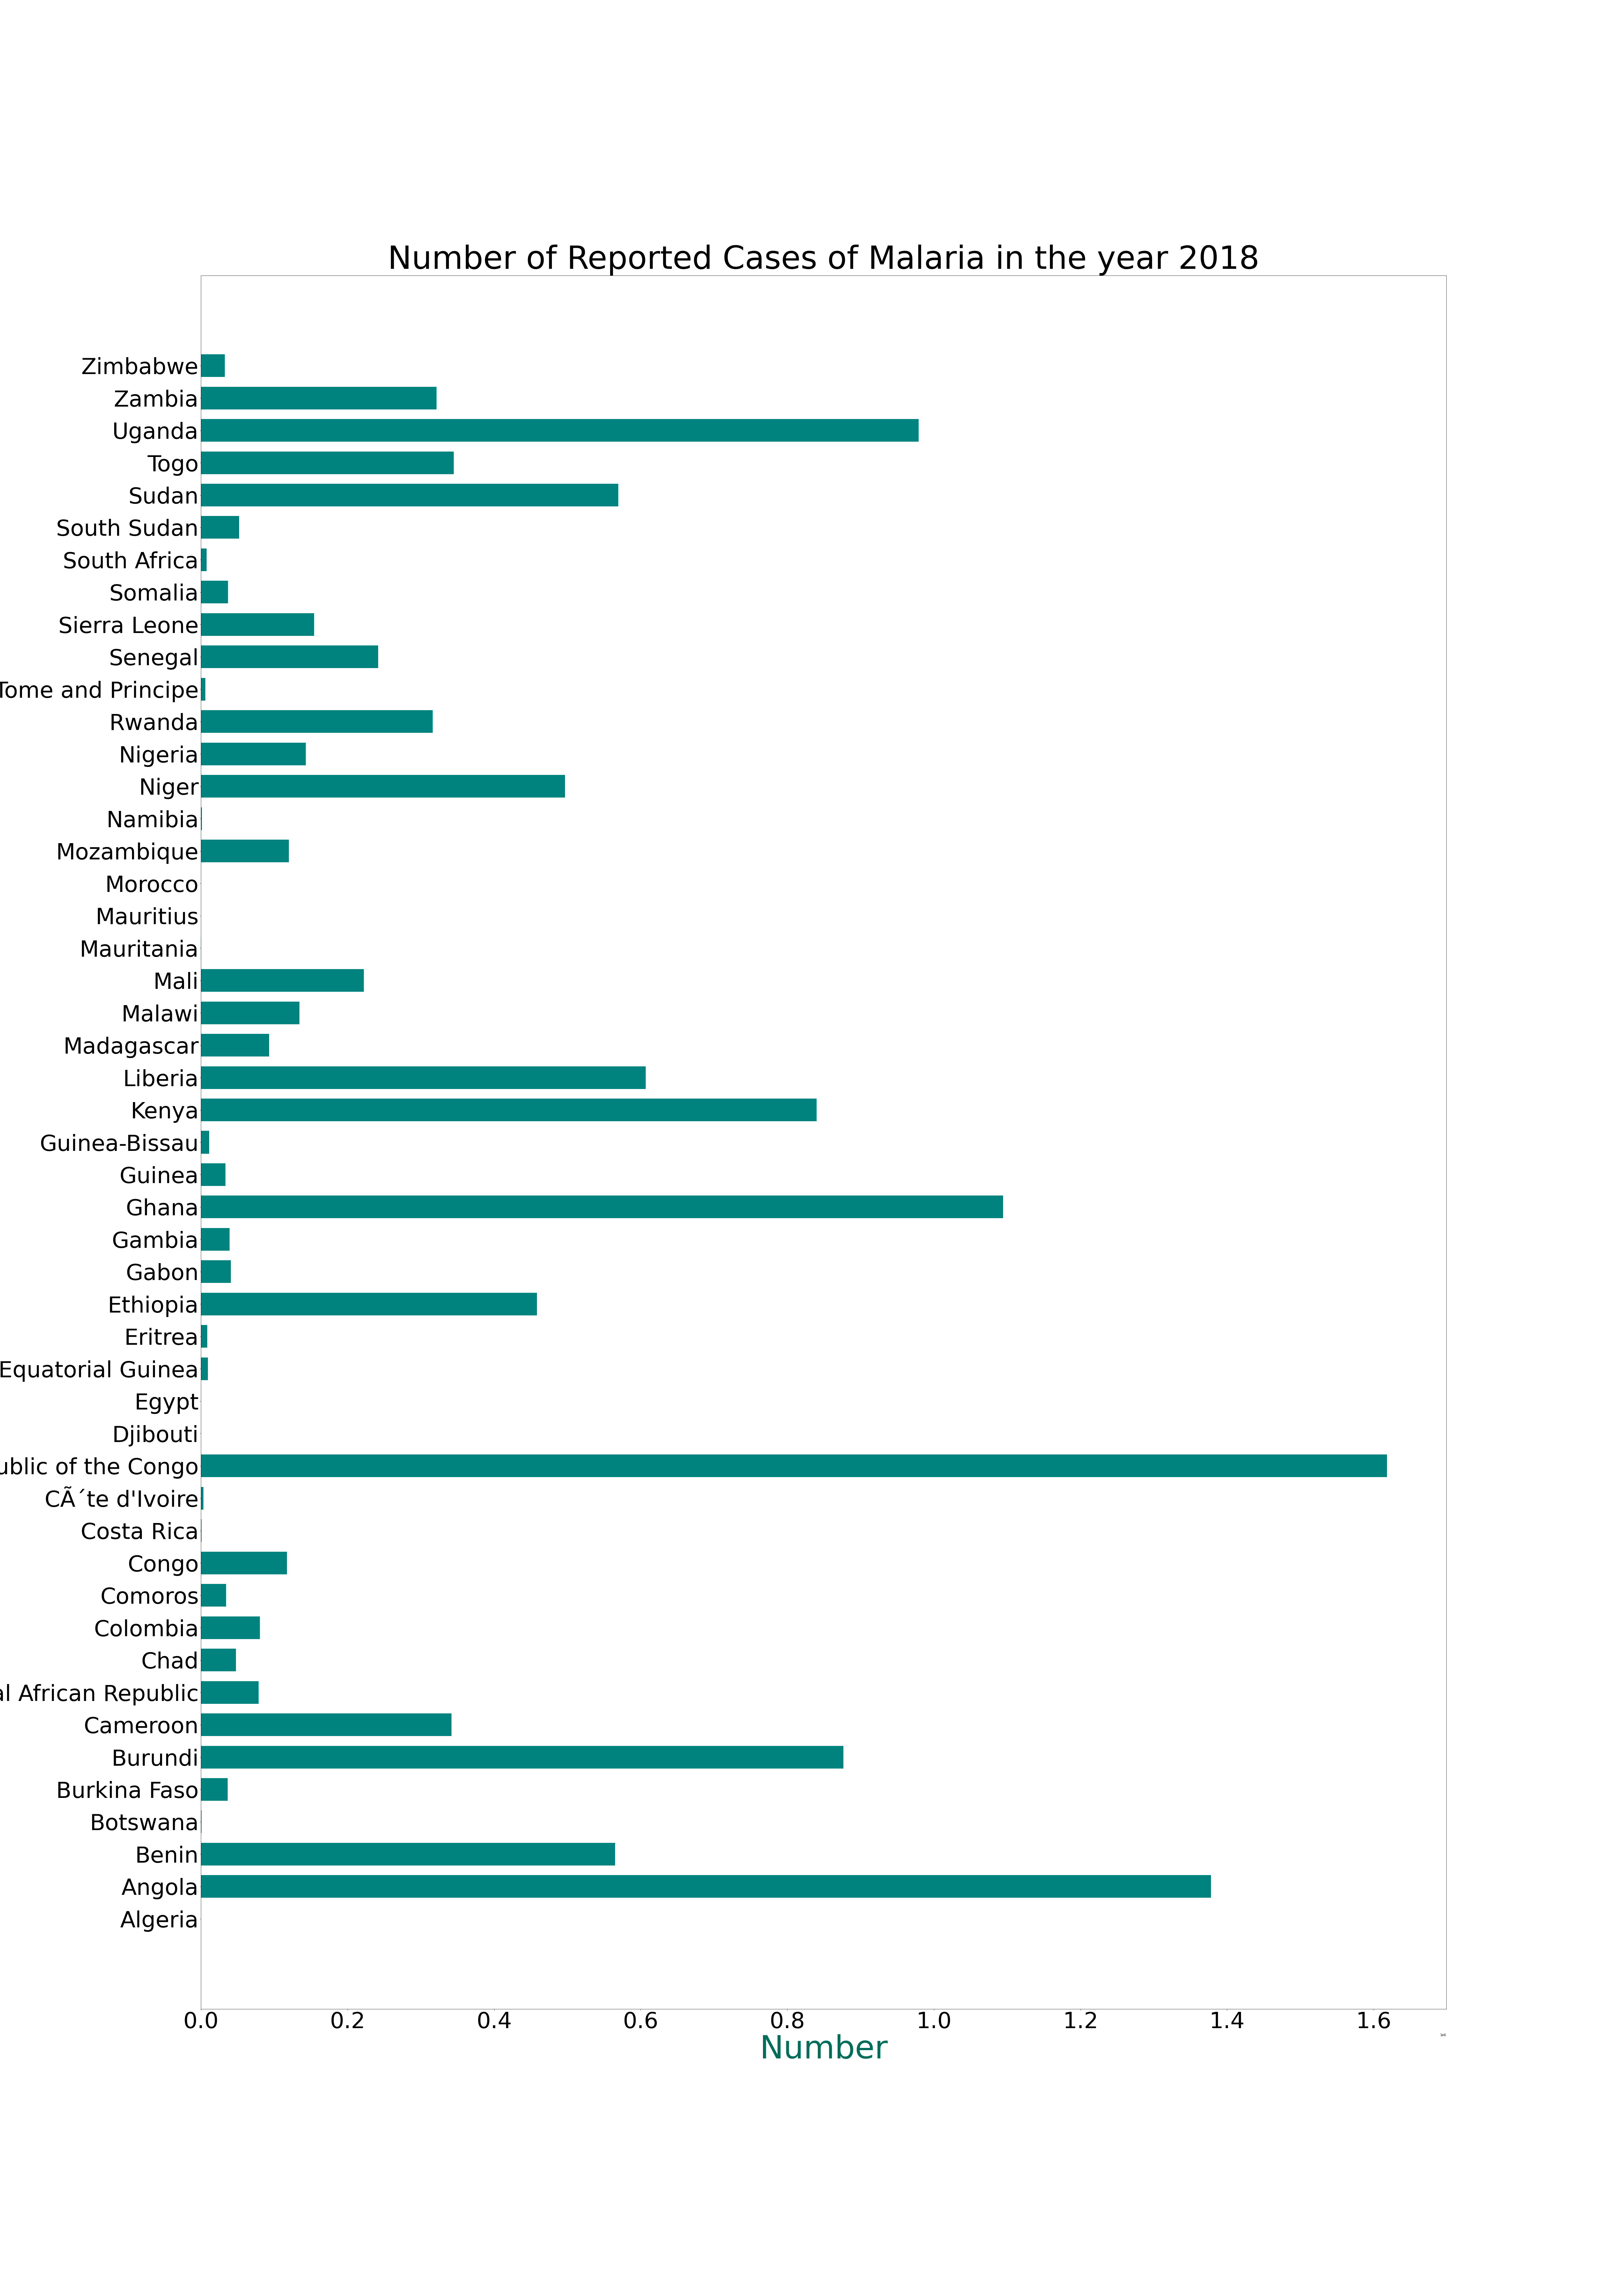 Number of Reported Cases of Malaria in the year 2018
Zimbabwe
Zambia
Uganda
Togo
Sudan
South Sudan
South Africa
Somalia
Sierra Leone
Senegal
Tome and Principe
Rwanda
Nigeria
Niger
Namibia
Mozambique
Morocco
Mauritius
Mauritania
Mali
Malawi
Madagascar
Liberia
Kenya
Guinea-Bissau
Guinea
Ghana
Gambia
Gabon
Ethiopia
Eritrea
Equatorial Guinea
Egypt
Djibouti
ublic of the Congo
CÃ´te d'Ivoire
Costa Rica
Congo
Comoros
Colombia
Chad
al African Republic
Cameroon
Burundi
Burkina Faso
Botswana
Benin
Angola
Algeria
0.0 0.2 0.4 0.6 0.8 1.0 1.2 1.4 1.6
Number